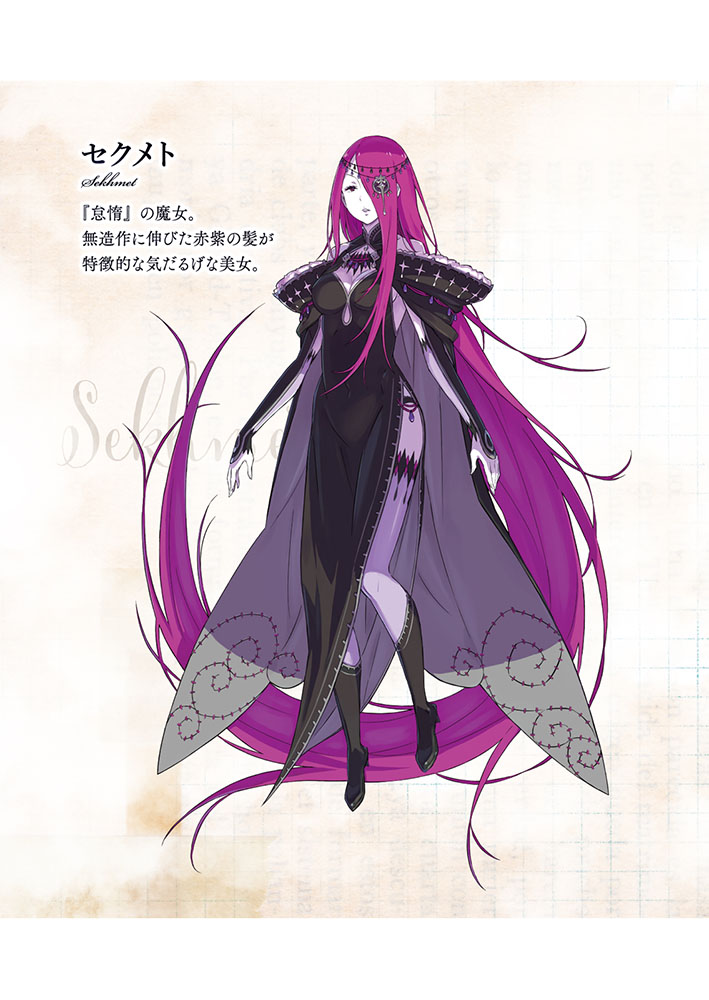 セクメト
Sekhmet
『怠惰』の魔女。
無造作に伸びた赤紫の髪が
特徴的な気だるげな美女。
Sekhme